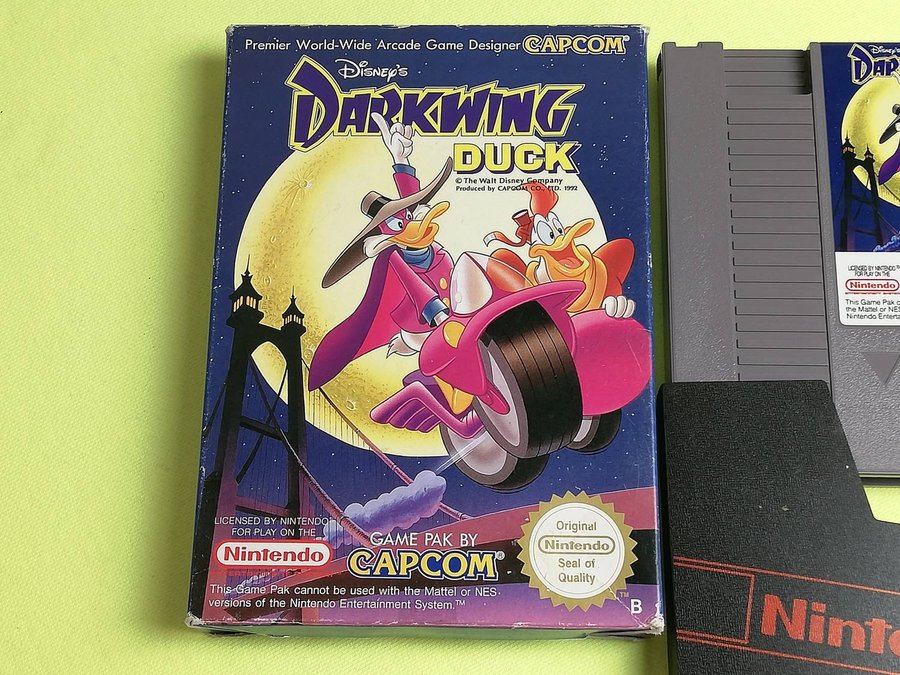 Premier World-Wide Arcade Game Designer CAPCOM®
Disney's
DARKWING
DUCK
© The Walt Disney Company
Produced by CAPCOM CO., LTD. 1992
LICENSED BY NINTENDO®
FOR PLAY ON THE
Nintendo
GAME PAK BY
CAPCOM®
This Game Pak cannot be used with the Mattel or NES
versions of the Nintendo Entertainment System.™
Original
Nintendo
Seal of
Quality
™
B
Disney's
LICENSED BY NINTENDO
FOR PLAY ON THE
Nintendo
This Game Pak
the Mattel or NES
Nintendo